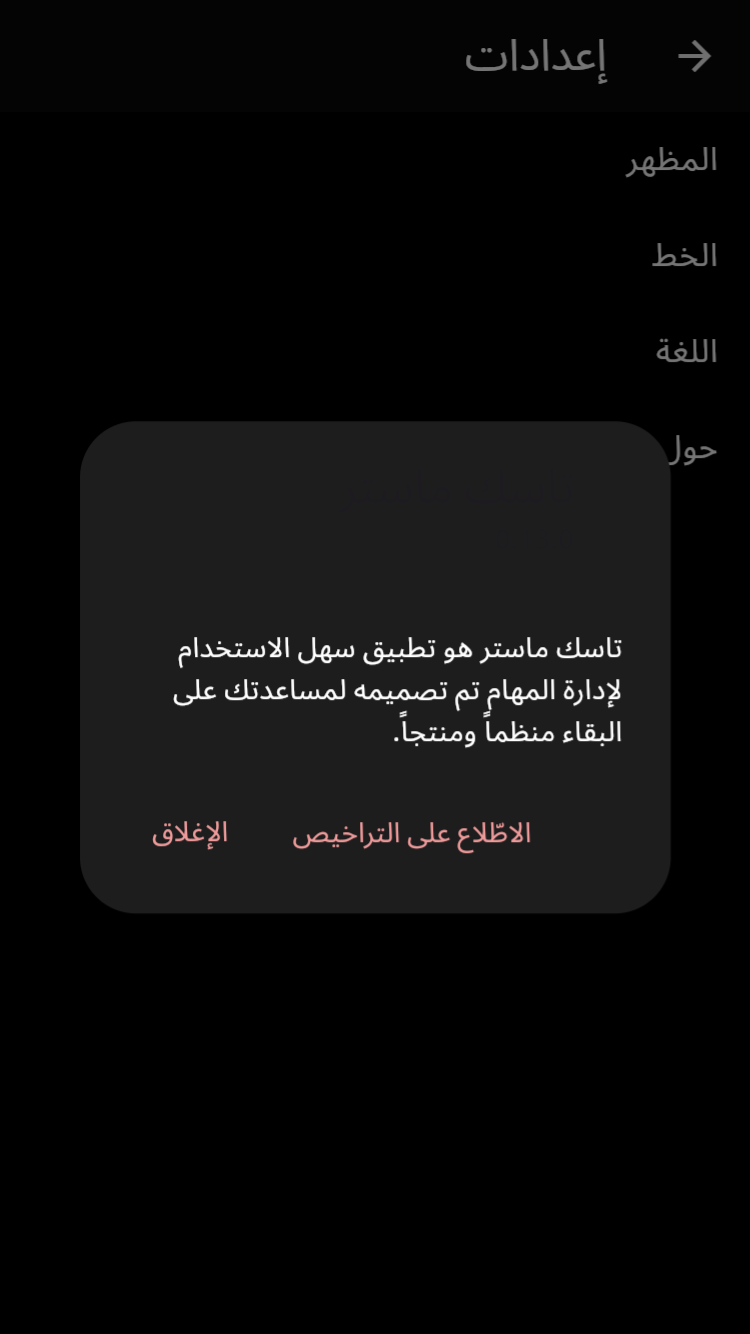 إعدادات
المظهر
الخط
اللغة
حول
تاسك ماستر هو تطبيق سهل الاستخدام
لإدارة المهام تم تصميمه لمساعدتك على
البقاء منظماً ومنتجاً.
الاطّلاع على التراخيص
الإغلاق